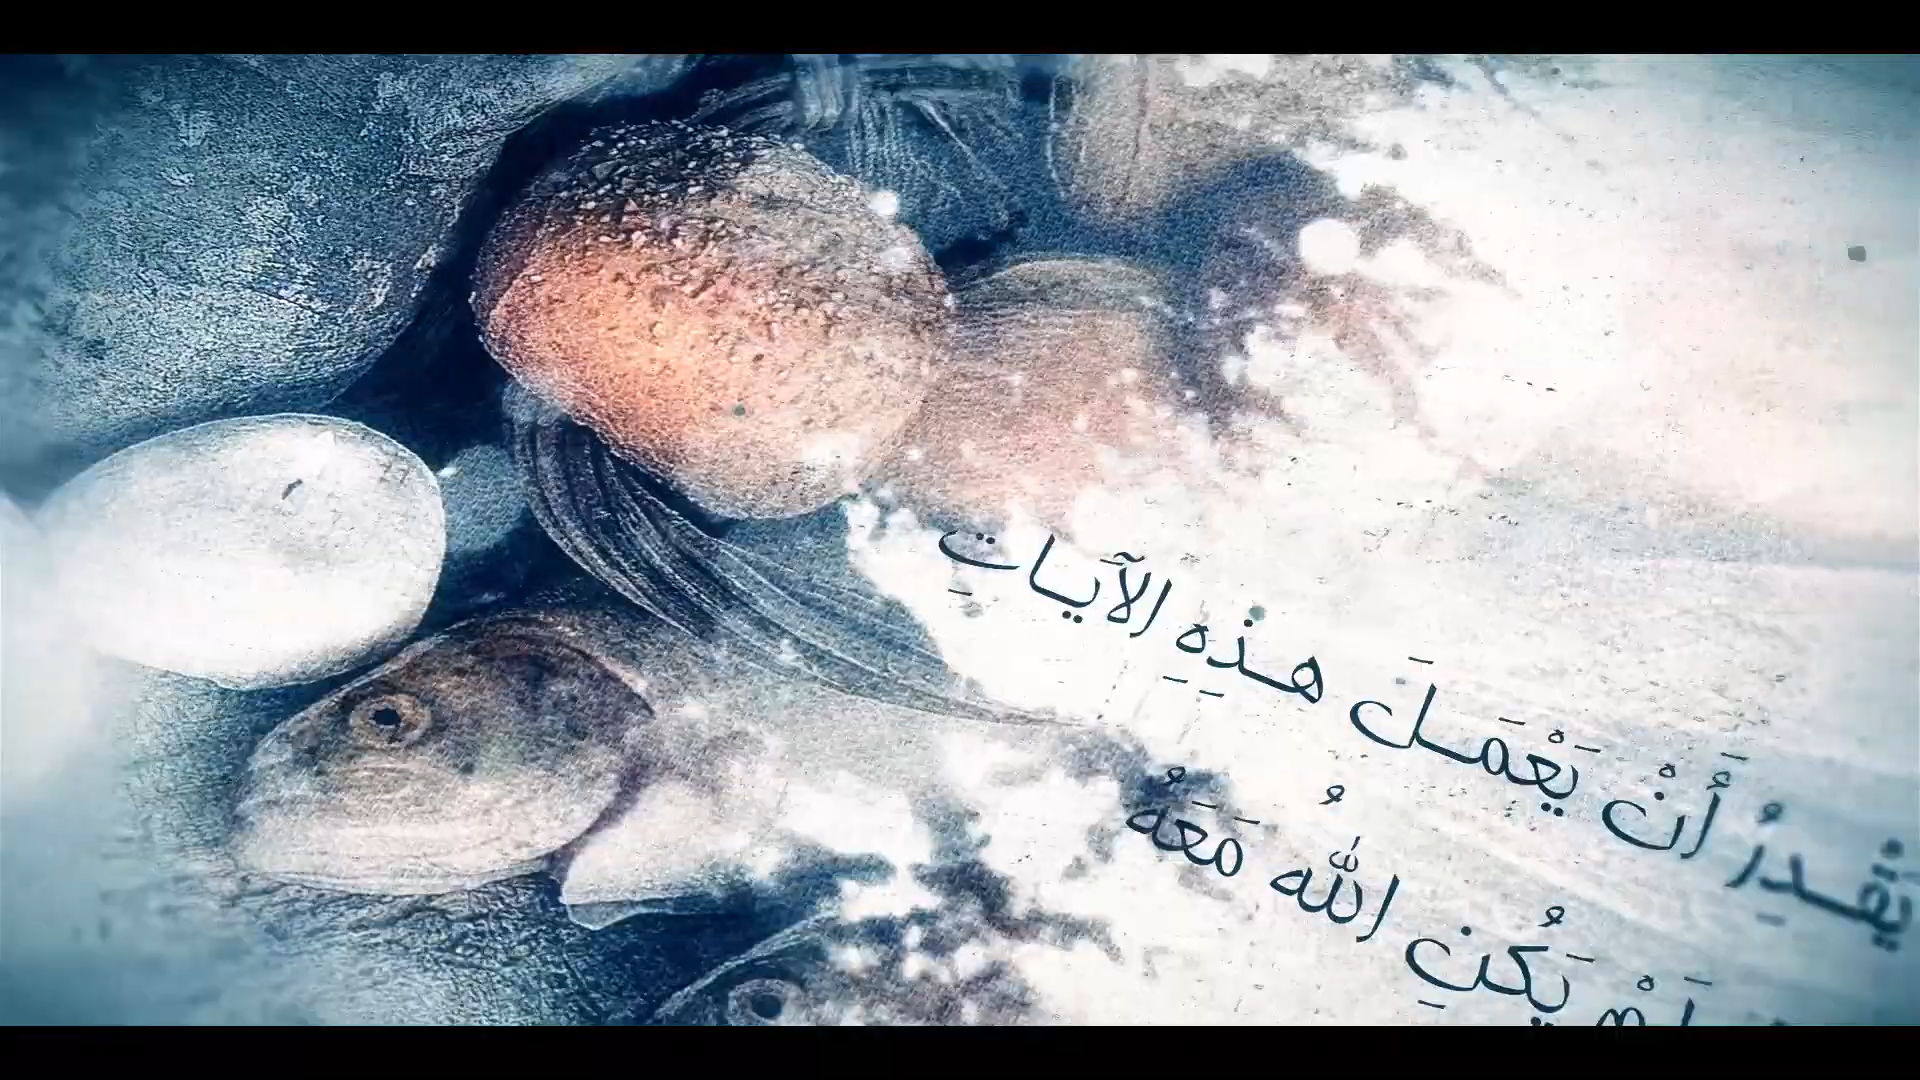 يَقْدِرُ أَنْ يَعْمَلَ هذِهِ الآيَاتِ
لَمْ يَكُنِ اللهُ مَعَهُ